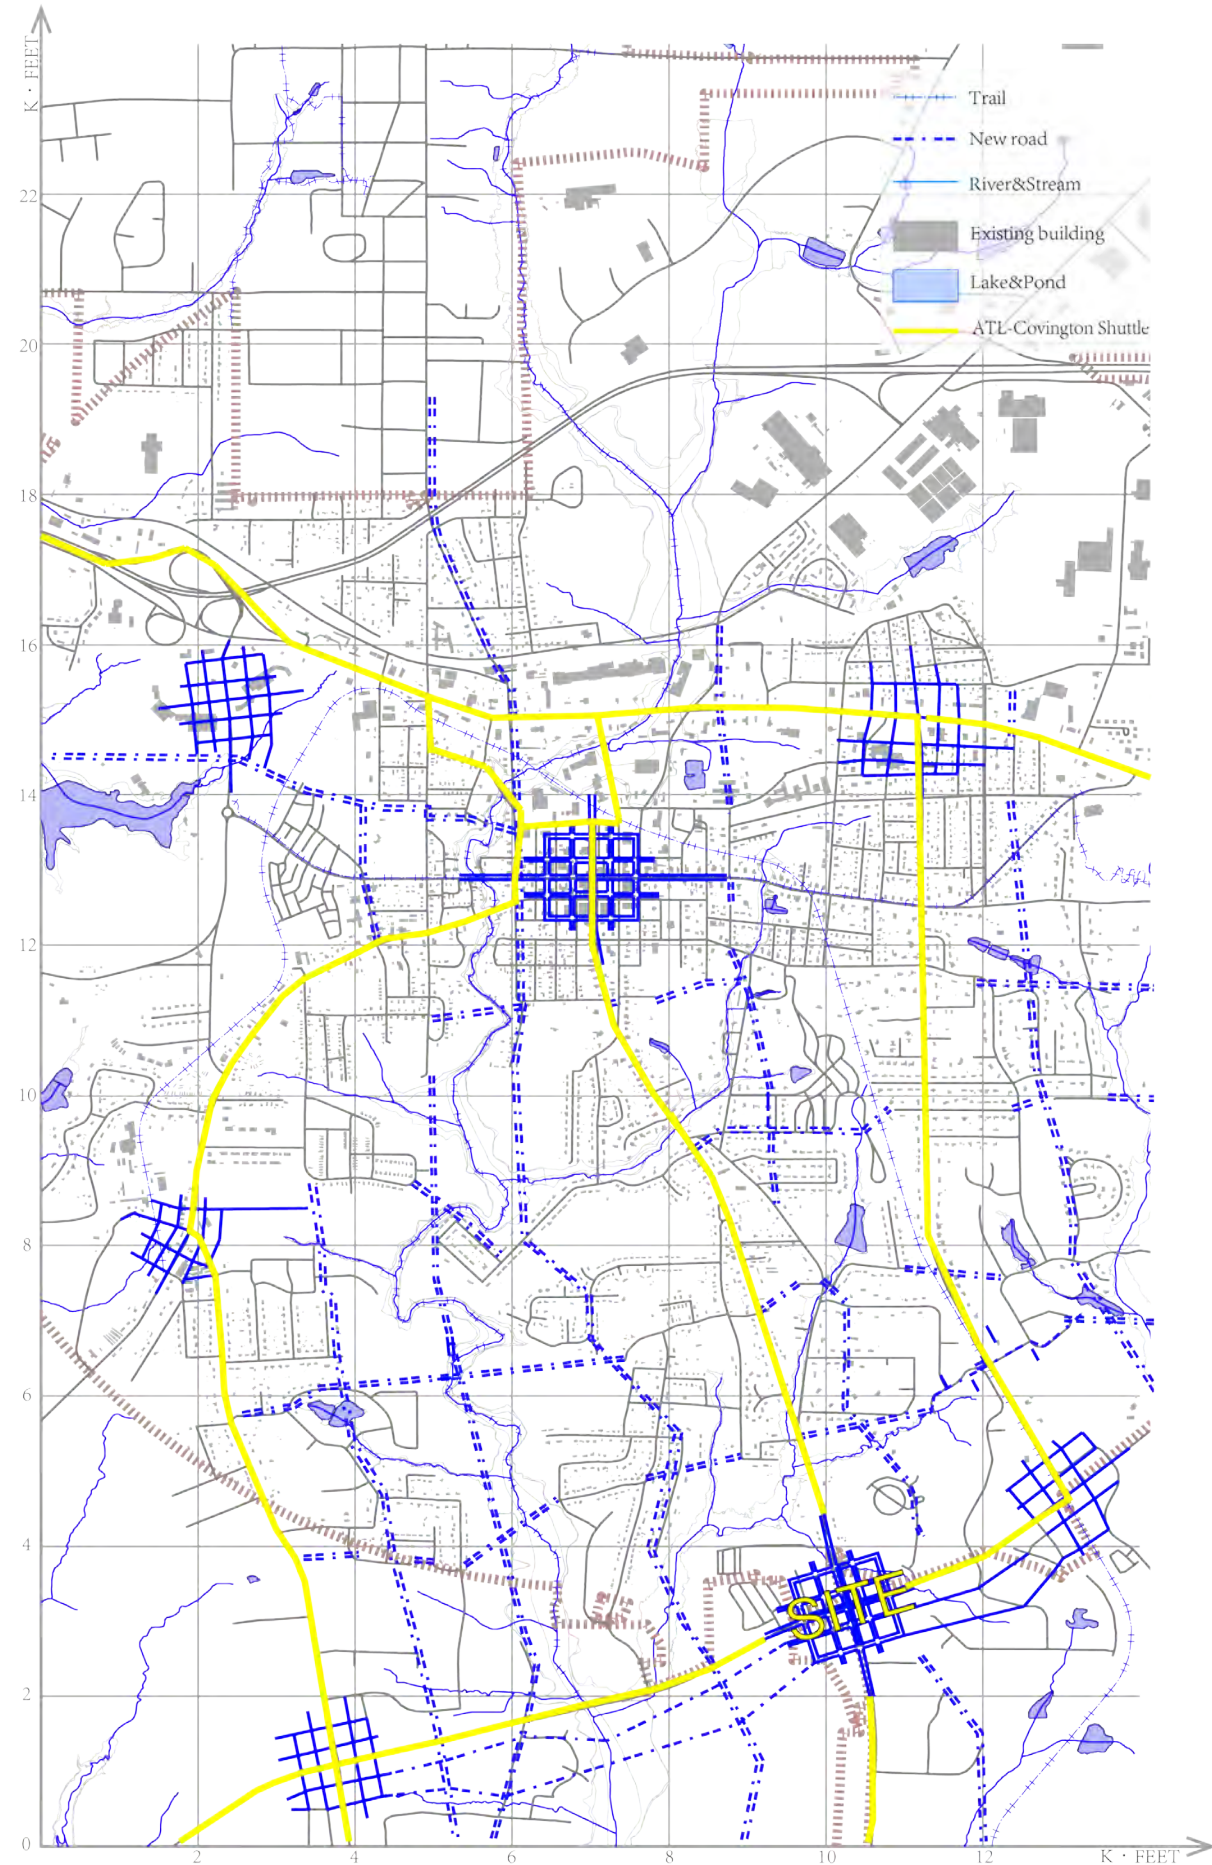 K · FEET
Trail
New road
River&Stream
Existing building
Lake&Pond
ATL-Covington Shuttle
22
20
18
16
14
12
10
8
6
4
2
0
SITE
2
4
6
8
10
12
K · FEET